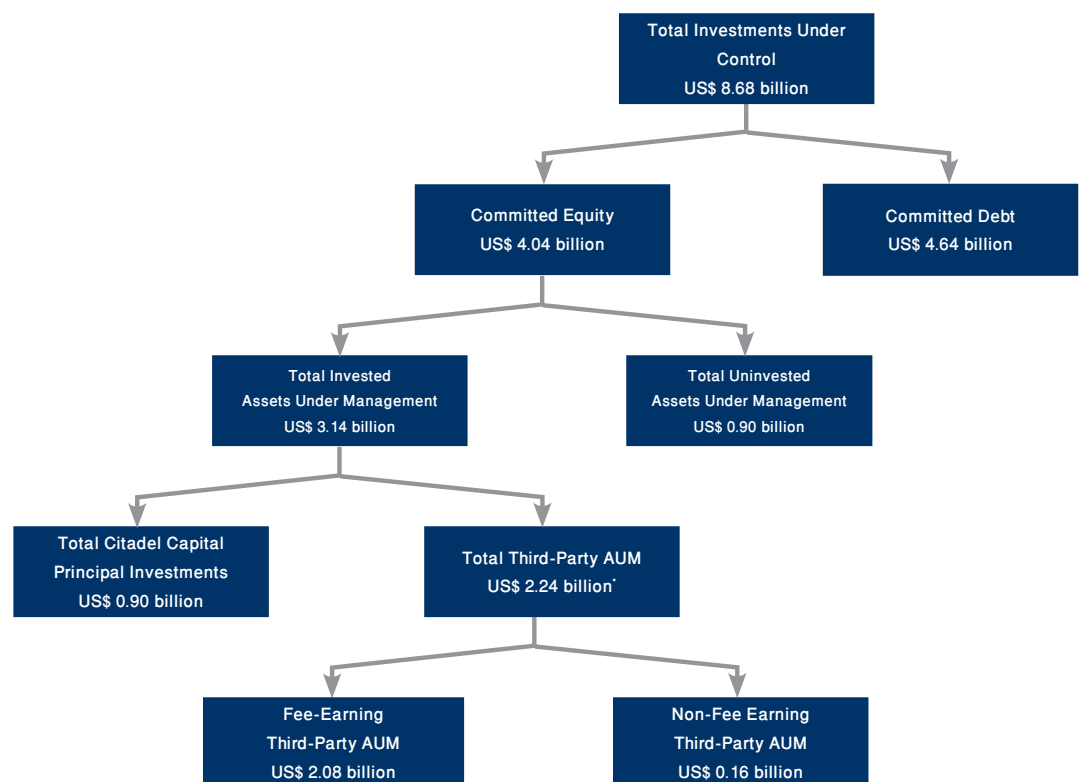 Total Investments Under
Control
US$ 8.68 billion
Committed Equity
US$ 4.04 billion
Committed Debt
US$ 4.64 billion
Total Invested
Assets Under Management
US$ 3.14 billion
Total Uninvested
Assets Under Management
US$ 0.90 billion
Total Citadel Capital
Principal Investments
US$ 0.90 billion
Total Third-Party AUM
US$ 2.24 billion*
Fee-Earning
Third-Party AUM
US$ 2.08 billion
Non-Fee Earning
Third-Party AUM
US$ 0.16 billion